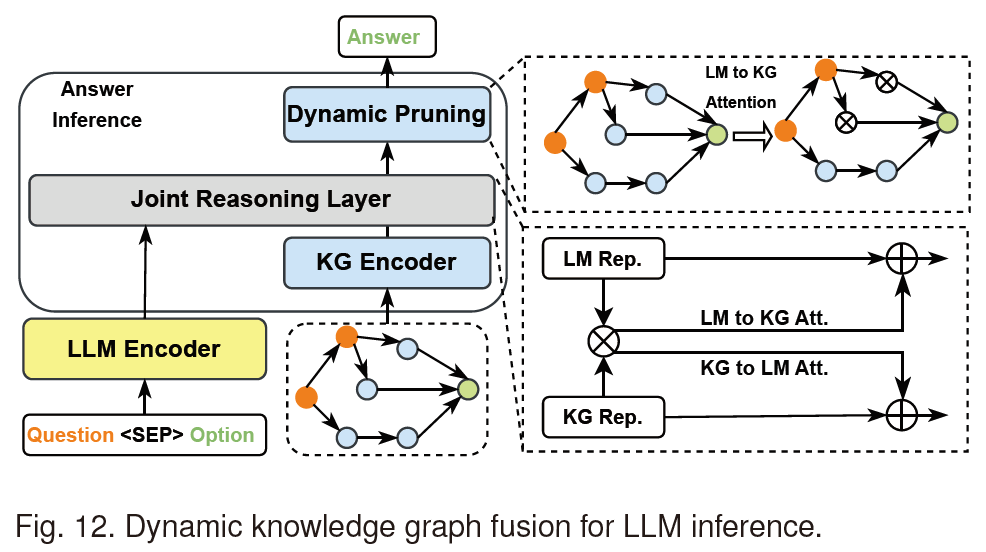 Answer
Answer
Inference
Dynamic Pruning
Joint Reasoning Layer
KG Encoder
LLM Encoder
Question <SEP> Option
LM to KG
Attention
LM Rep.
LM to KG Att.
KG to LM Att.
KG Rep.
Fig. 12. Dynamic knowledge graph fusion for LLM inference.